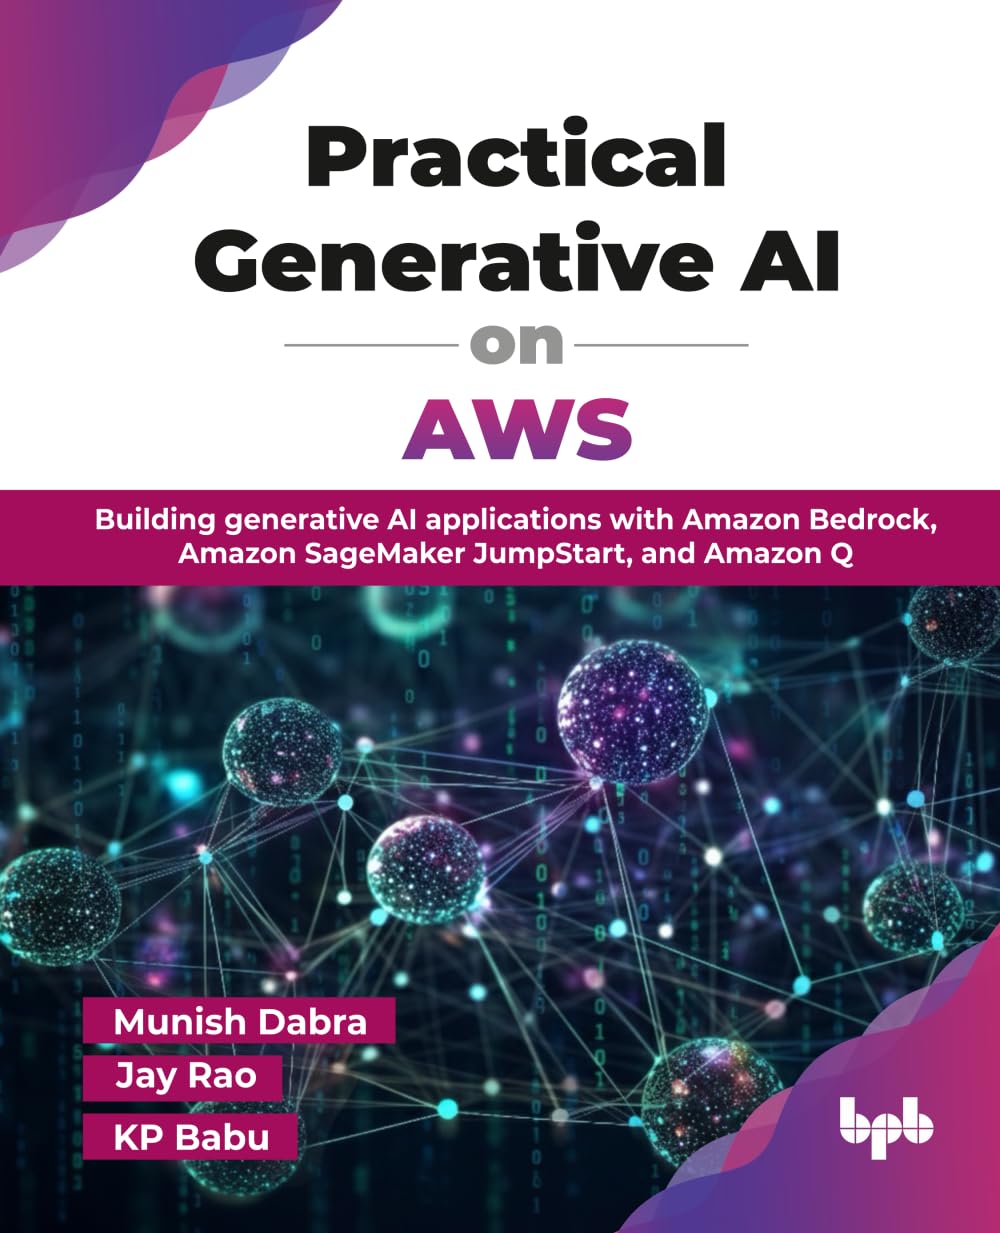 Practical
Generative AI
on
AWS
Building generative AI applications with Amazon Bedrock,
Amazon SageMaker JumpStart, and Amazon Q
Munish Dabra
Jay Rao
KP Babu
bpb